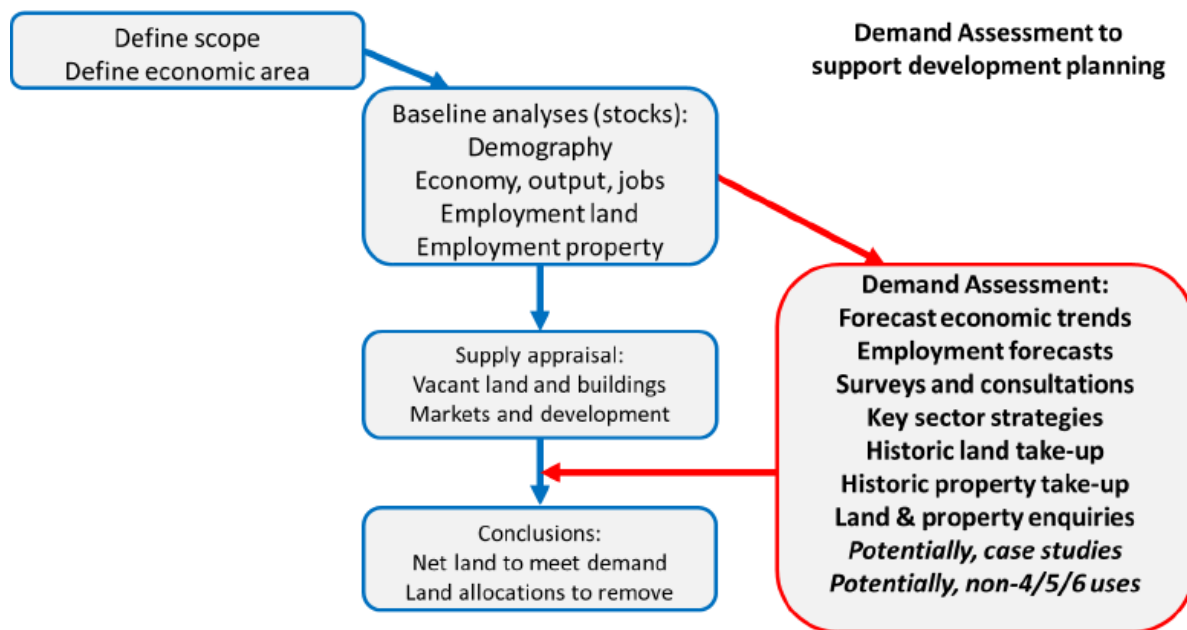 Define scope
Define economic area
Demand Assessment to
support development planning
Baseline analyses (stocks):
Demography
Economy, output, jobs
Employment land
Employment property
Supply appraisal:
Vacant land and buildings
Markets and development
Demand Assessment:
Forecast economic trends
Employment forecasts
Surveys and consultations
Key sector strategies
Historic land take-up
Historic property take-up
Land & property enquiries
Potentially, case studies
Potentially, non-4/5/6 uses
Conclusions:
Net land to meet demand
Land allocations to remove